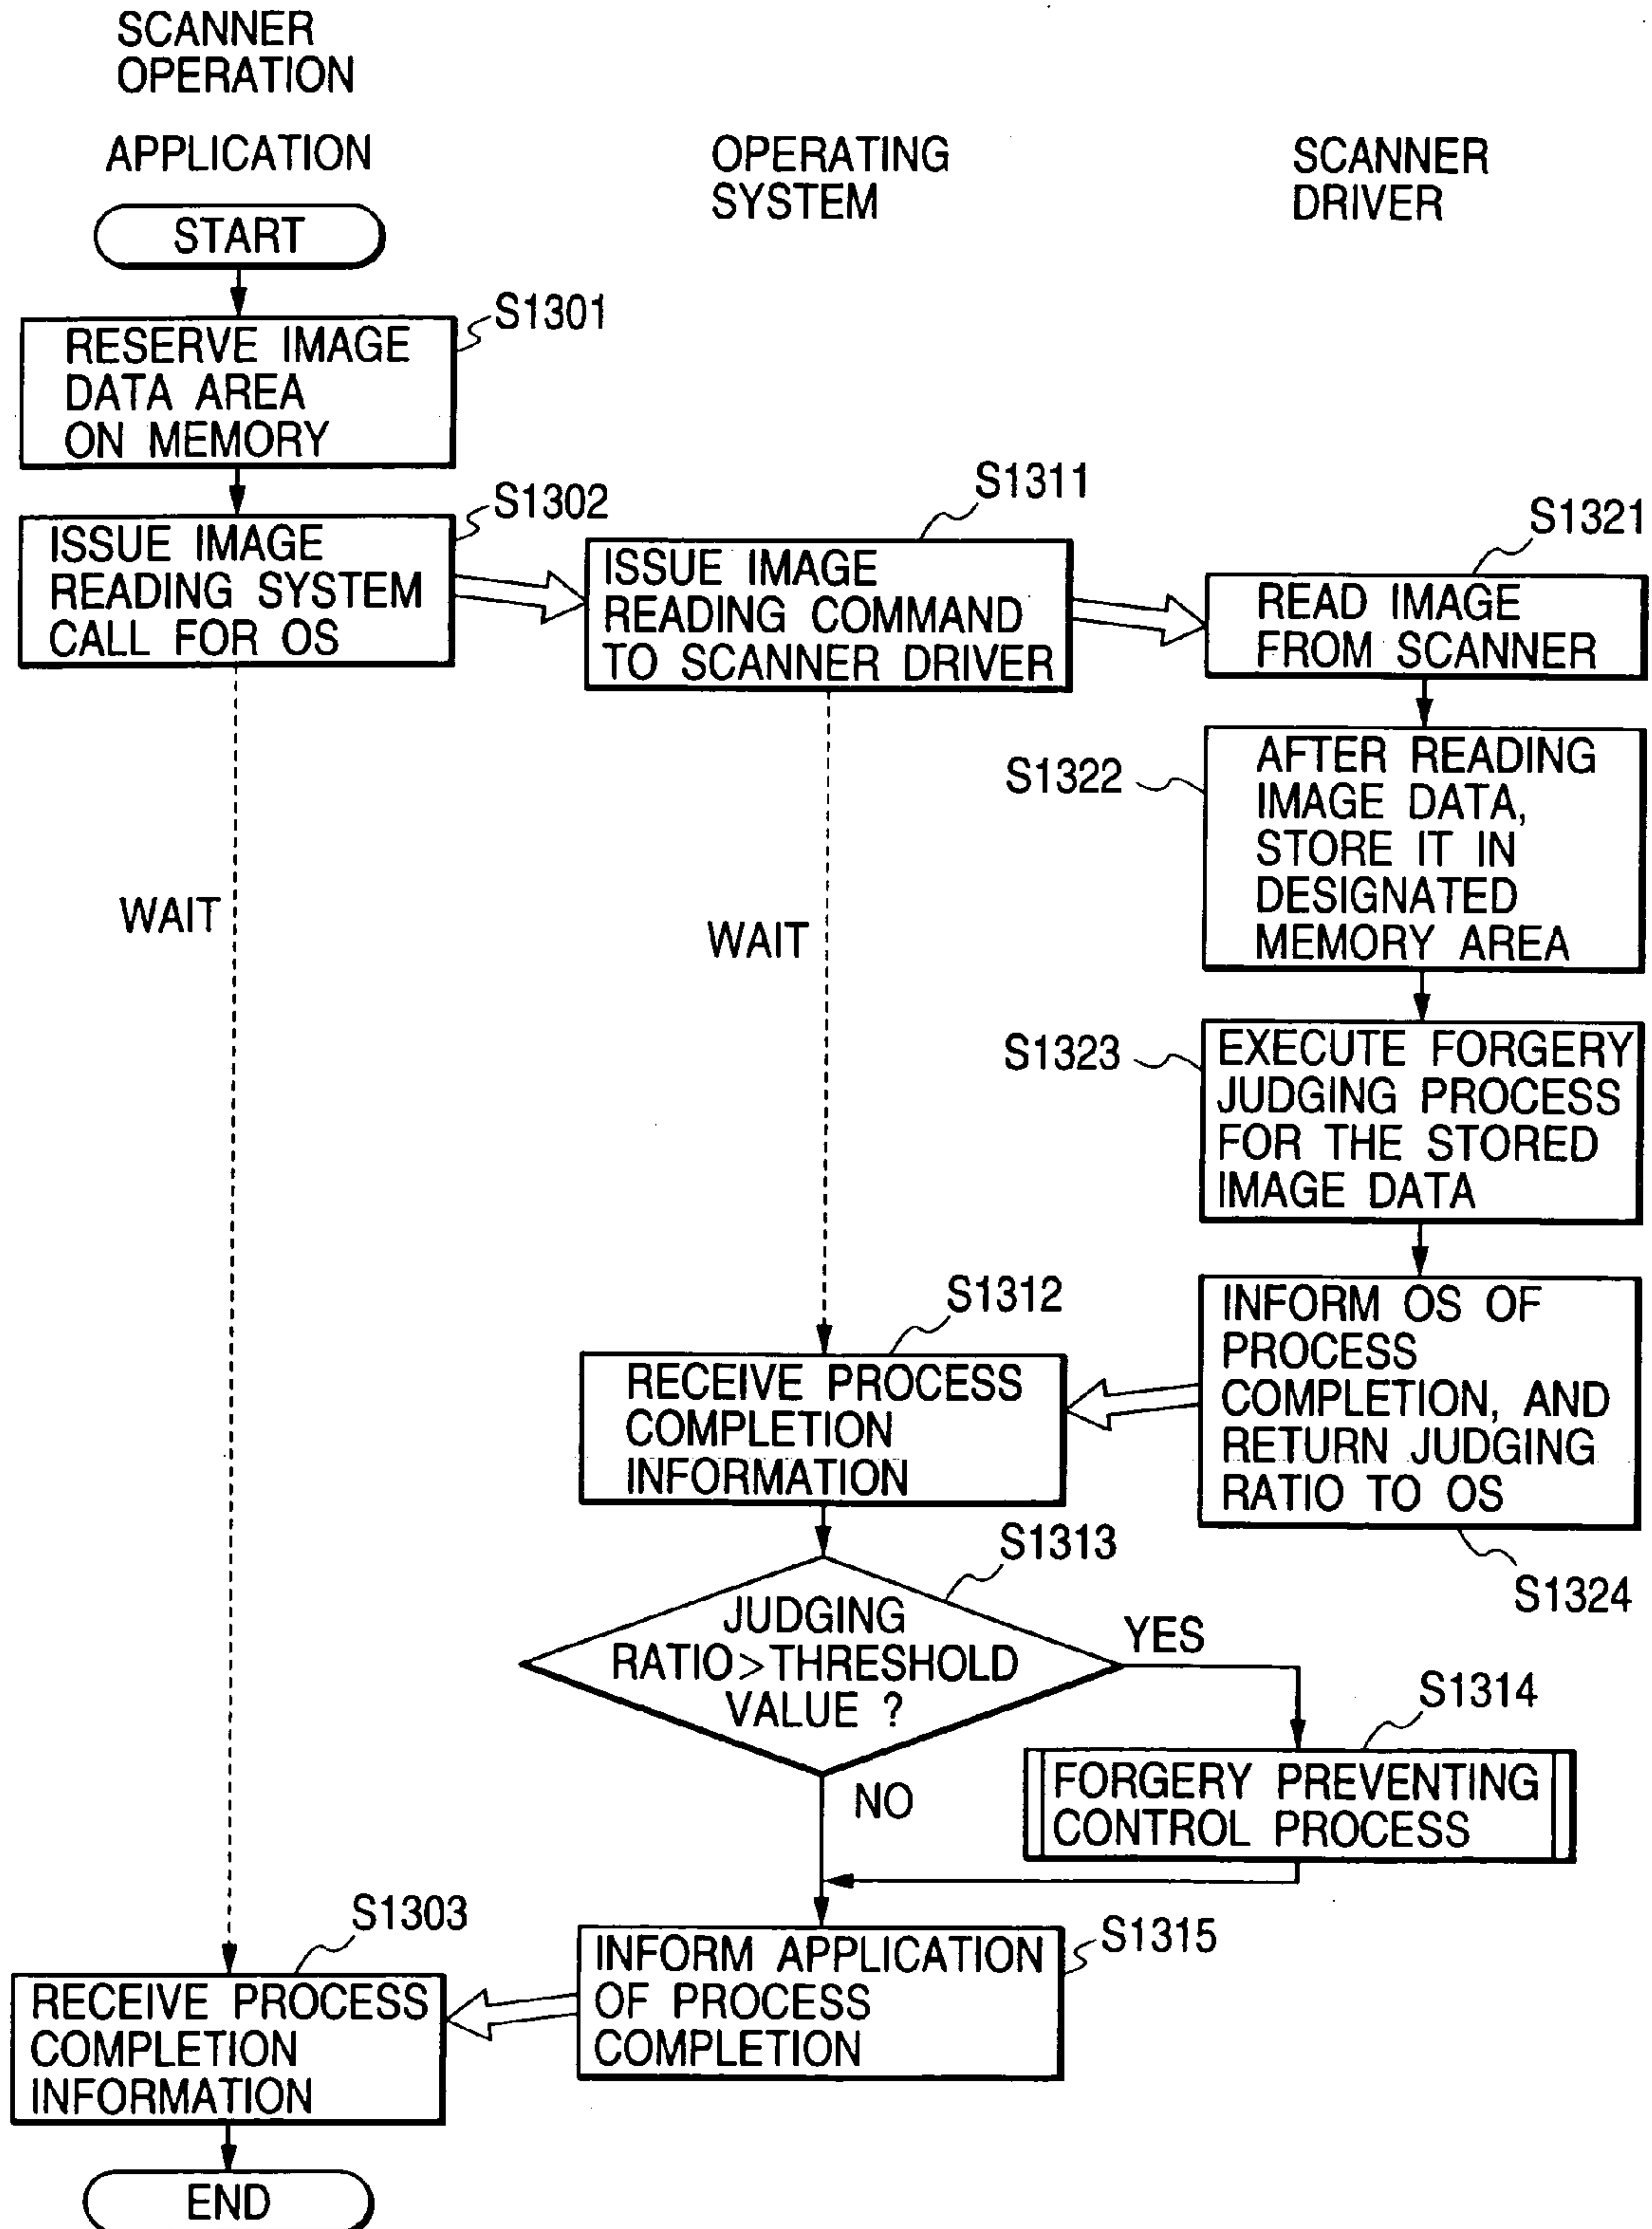 SCANNER
OPERATION
APPLICATION
OPERATING
SYSTEM
SCANNER
DRIVER
START
S1301
RESERVE IMAGE
DATA AREA
ON MEMORY
S1302
ISSUE IMAGE
READING SYSTEM
CALL FOR OS
S1311
ISSUE IMAGE
READING COMMAND
TO SCANNER DRIVER
S1321
READ IMAGE
FROM SCANNER
S1322
AFTER READING
IMAGE DATA,
STORE IT IN
DESIGNATED
MEMORY AREA
WAIT
WAIT
S1323
EXECUTE FORGERY
JUDGING PROCESS
FOR THE STORED
IMAGE DATA
S1324
INFORM OS OF
PROCESS
COMPLETION, AND
RETURN JUDGING
RATIO TO OS
S1312
RECEIVE PROCESS
COMPLETION
INFORMATION
S1313
JUDGING
RATIO>THRESHOLD
VALUE ?
YES
NO
S1314
FORGERY PREVENTING
CONTROL PROCESS
S1315
INFORM APPLICATION
OF PROCESS
COMPLETION
S1303
RECEIVE PROCESS
COMPLETION
INFORMATION
END